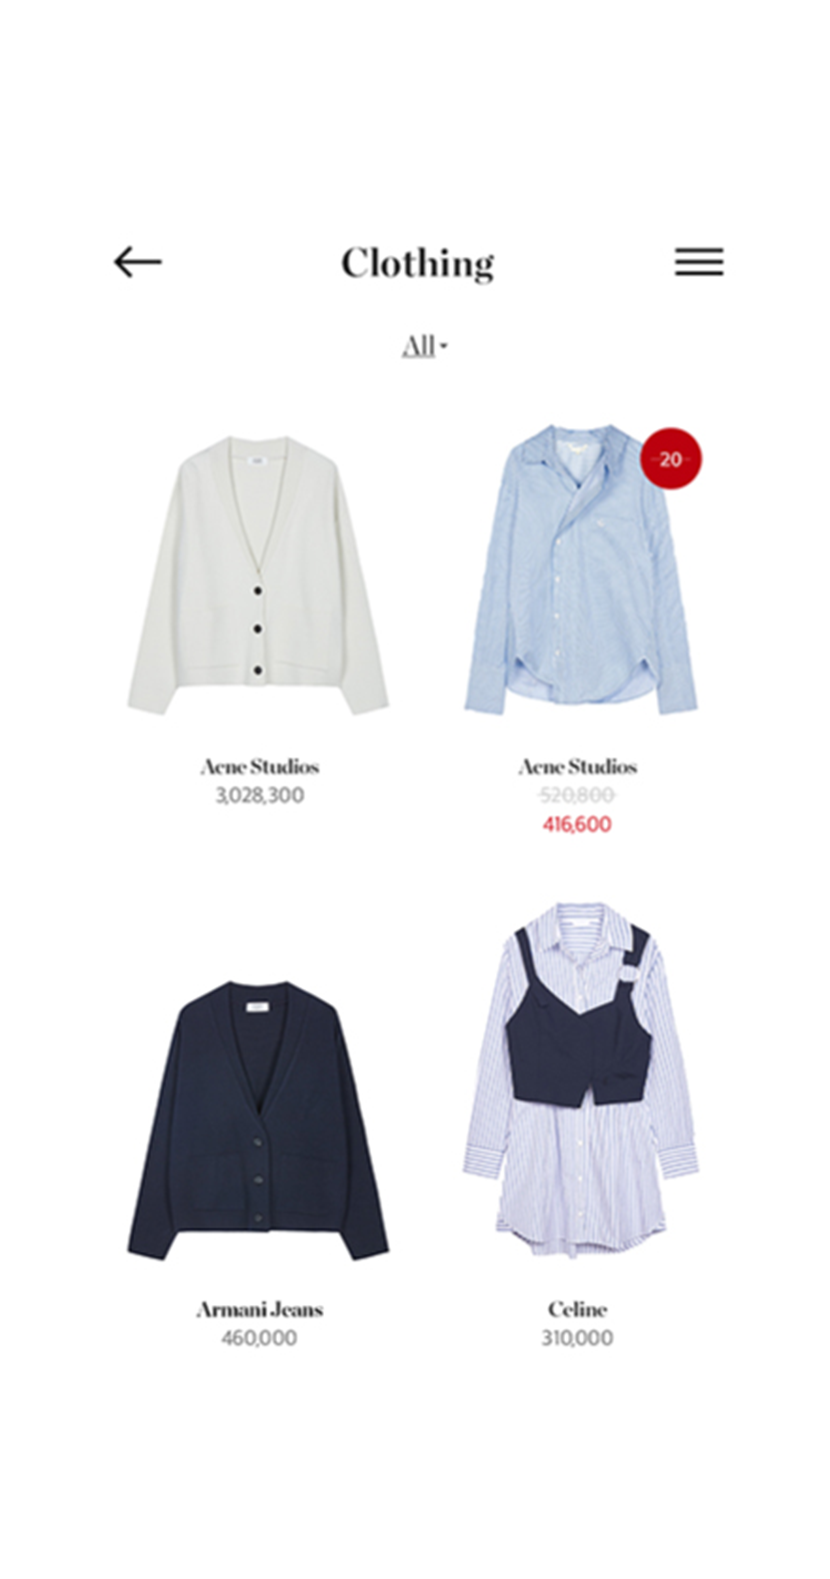 Clothing
All
-20-
Acne Studios
3,028,300
Acne Studios
520,800
416,600
Armani Jeans
460,000
Celine
310,000